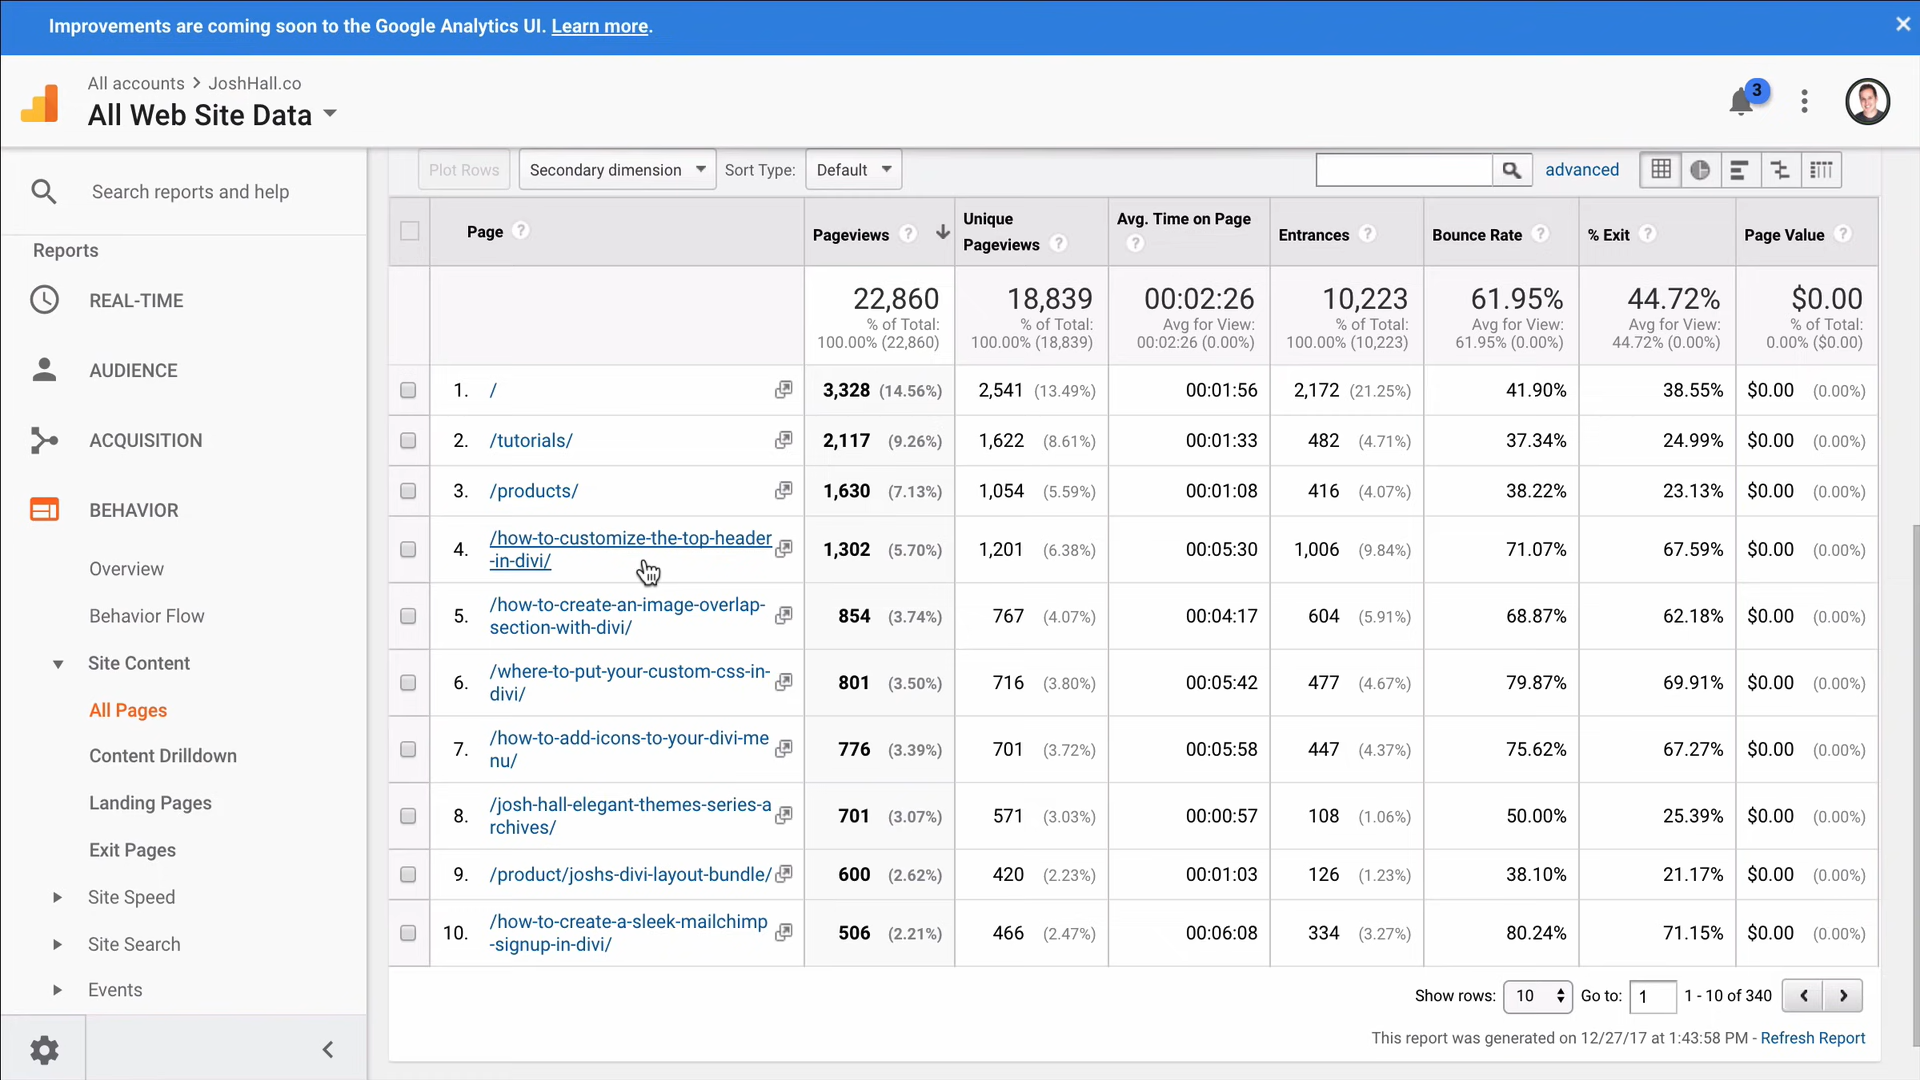 Improvements are coming soon to the Google Analytics UI. Learn more.
All accounts > JoshHall.co
All Web Site Data
3
Search reports and help
Reports
REAL-TIME
AUDIENCE
ACQUISITION
BEHAVIOR
Overview
Behavior Flow
Site Content
All Pages
Content Drilldown
Landing Pages
Exit Pages
Site Speed
Site Search
Events
Plot Rows Secondary dimension Sort Type: Default advanced
Page ? Pageviews ? Unique Pageviews ? Avg. Time on Page ? Entrances ? Bounce Rate ? % Exit ? Page Value ?
22,860 18,839 00:02:26 10,223 61.95% 44.72% $0.00
% of Total: % of Total: Avg for View: % of Total: Avg for View: Avg for View: % of Total:
100.00% (22,860) 100.00% (18,839) 00:02:26 (0.00%) 100.00% (10,223) 61.95% (0.00%) 44.72% (0.00%) 0.00% ($0.00)
1. / 3,328 (14.56%) 2,541 (13.49%) 00:01:56 2,172 (21.25%) 41.90% 38.55% $0.00 (0.00%)
2. /tutorials/ 2,117 (9.26%) 1,622 (8.61%) 00:01:33 482 (4.71%) 37.34% 24.99% $0.00 (0.00%)
3. /products/ 1,630 (7.13%) 1,054 (5.59%) 00:01:08 416 (4.07%) 38.22% 23.13% $0.00 (0.00%)
4. /how-to-customize-the-top-header
-in-divi/ 1,302 (5.70%) 1,201 (6.38%) 00:05:30 1,006 (9.84%) 71.07% 67.59% $0.00 (0.00%)
5. /how-to-create-an-image-overlap-
section-with-divi/ 854 (3.74%) 767 (4.07%) 00:04:17 604 (5.91%) 68.87% 62.18% $0.00 (0.00%)
6. /where-to-put-your-custom-css-in-
divi/ 801 (3.50%) 716 (3.80%) 00:05:42 477 (4.67%) 79.87% 69.91% $0.00 (0.00%)
7. /how-to-add-icons-to-your-divi-me
nu/ 776 (3.39%) 701 (3.72%) 00:05:58 447 (4.37%) 75.62% 67.27% $0.00 (0.00%)
8. /josh-hall-elegant-themes-series-a
rchives/ 701 (3.07%) 571 (3.03%) 00:00:57 108 (1.06%) 50.00% 25.39% $0.00 (0.00%)
9. /product/joshs-divi-layout-bundle/ 600 (2.62%) 420 (2.23%) 00:01:03 126 (1.23%) 38.10% 21.17% $0.00 (0.00%)
10. /how-to-create-a-sleek-mailchimp
-signup-in-divi/ 506 (2.21%) 466 (2.47%) 00:06:08 334 (3.27%) 80.24% 71.15% $0.00 (0.00%)
Show rows: 10 Go to: 1 1 - 10 of 340
This report was generated on 12/27/17 at 1:43:58 PM - Refresh Report